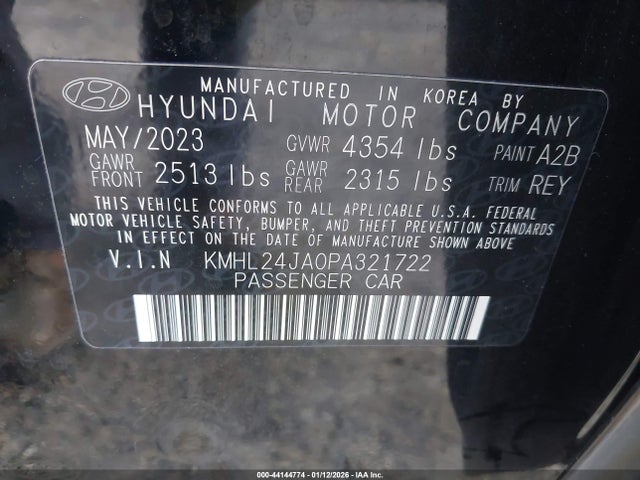 MANUFACTURED IN KOREA BY
HYUNDAI MOTOR COMPANY
MAY/2023 GVWR 4354 lbs PAINT A2B
GAWR FRONT 2513 lbs GAWR REAR 2315 lbs TRIM REY
THIS VEHICLE CONFORMS TO ALL APPLICABLE U.S.A. FEDERAL
MOTOR VEHICLE SAFETY, BUMPER, AND THEFT PREVENTION
STANDARDS IN EFFECT ON THE DATE OF MANUFACTURE SHOWN ABOVE.
V.I.N KMHL24JA0PA321722
PASSENGER CAR
000-44144774 | 01/12/2026 - IAA Inc.